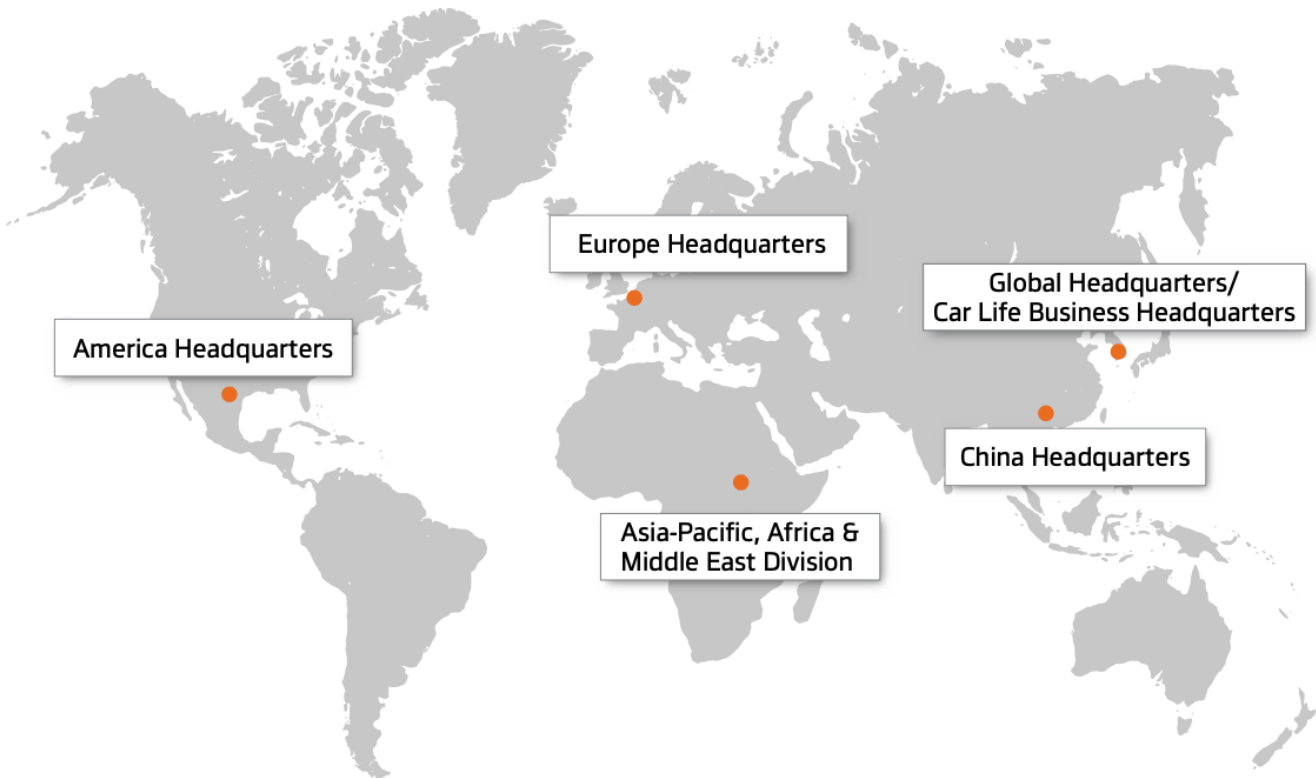 Europe Headquarters
Global Headquarters/
Car Life Business Headquarters
America Headquarters
China Headquarters
Asia-Pacific, Africa &
Middle East Division